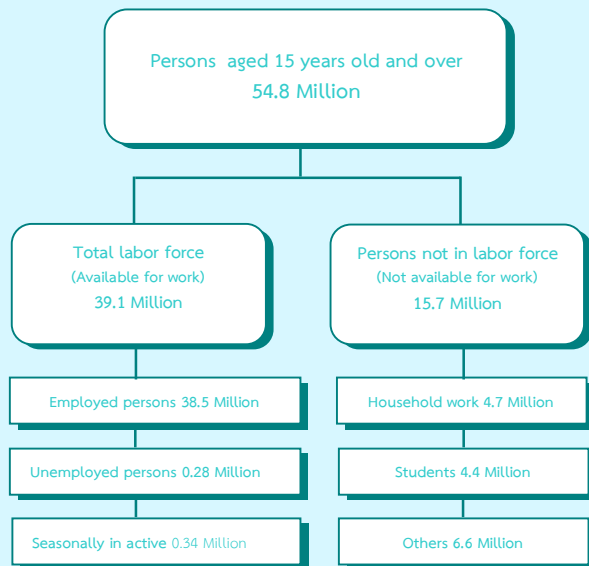 Persons aged 15 years old and over
54.8 Million
Total labor force
(Available for work)
39.1 Million
Persons not in labor force
(Not available for work)
15.7 Million
Employed persons 38.5 Million
Household work 4.7 Million
Unemployed persons 0.28 Million
Students 4.4 Million
Seasonally in active 0.34 Million
Others 6.6 Million